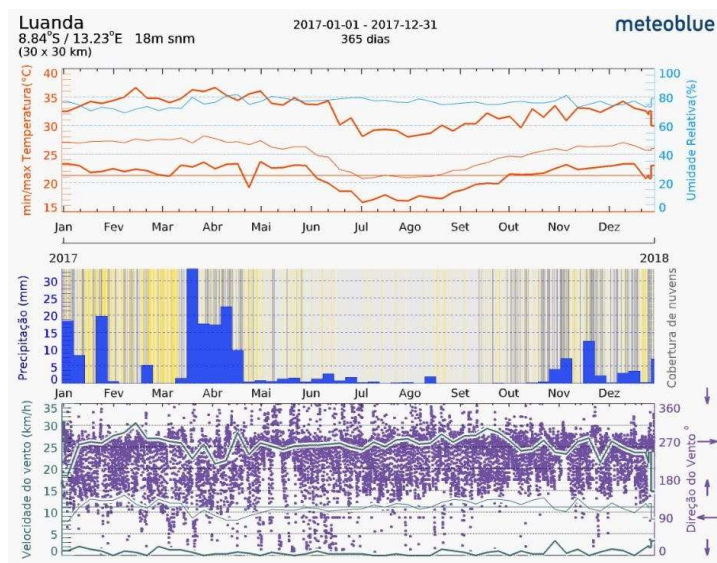 Luanda
8.84°S / 13.23°E 18m snm
(30 x 30 km)
2017-01-01 - 2017-12-31
365 dias
meteoblue
min/max Temperatura(°C)
40
35
30
25
20
15
100
80
60
40
20
0
Umidade Relativa(%)
Jan Fev Mar Abr Mai Jun Jul Ago Set Out Nov Dez
2017 2018
Precipitação (mm)
30
25
20
15
10
5
0
Cobertura de nuvens
Jan Fev Mar Abr Mai Jun Jul Ago Set Out Nov Dez
Velocidade do vento (km/h)
35
30
25
20
15
10
5
0
360
270
180
90
0
Direção do Vento °